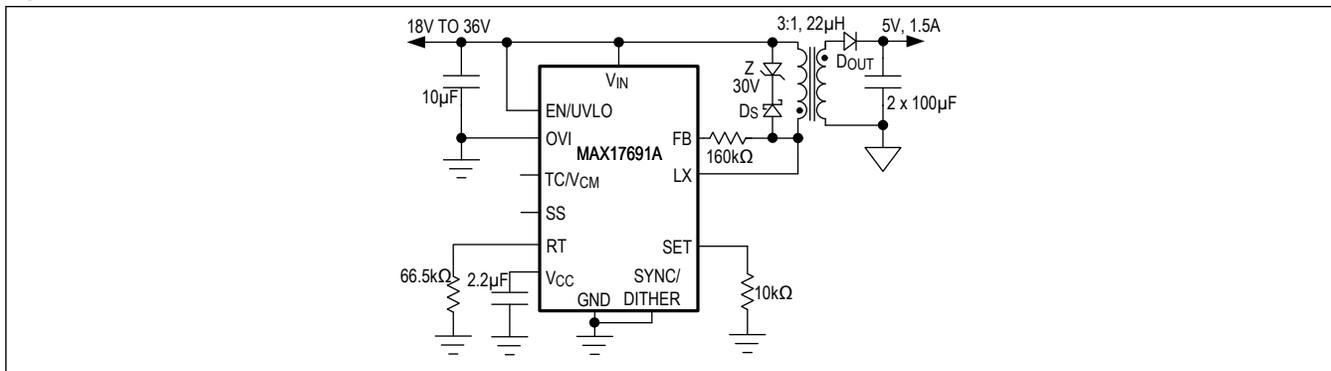 18V TO 36V
3:1, 22µH
5V, 1.5A
DOUT
VIN
Z
30V
10µF
2 x 100µF
EN/UVLO
DS
OVI
FB
MAX17691A
160kΩ
TC/VCM
LX
SS
RT
SET
66.5kΩ
2.2µF
VCC
SYNC/
DITHER
GND
10kΩ